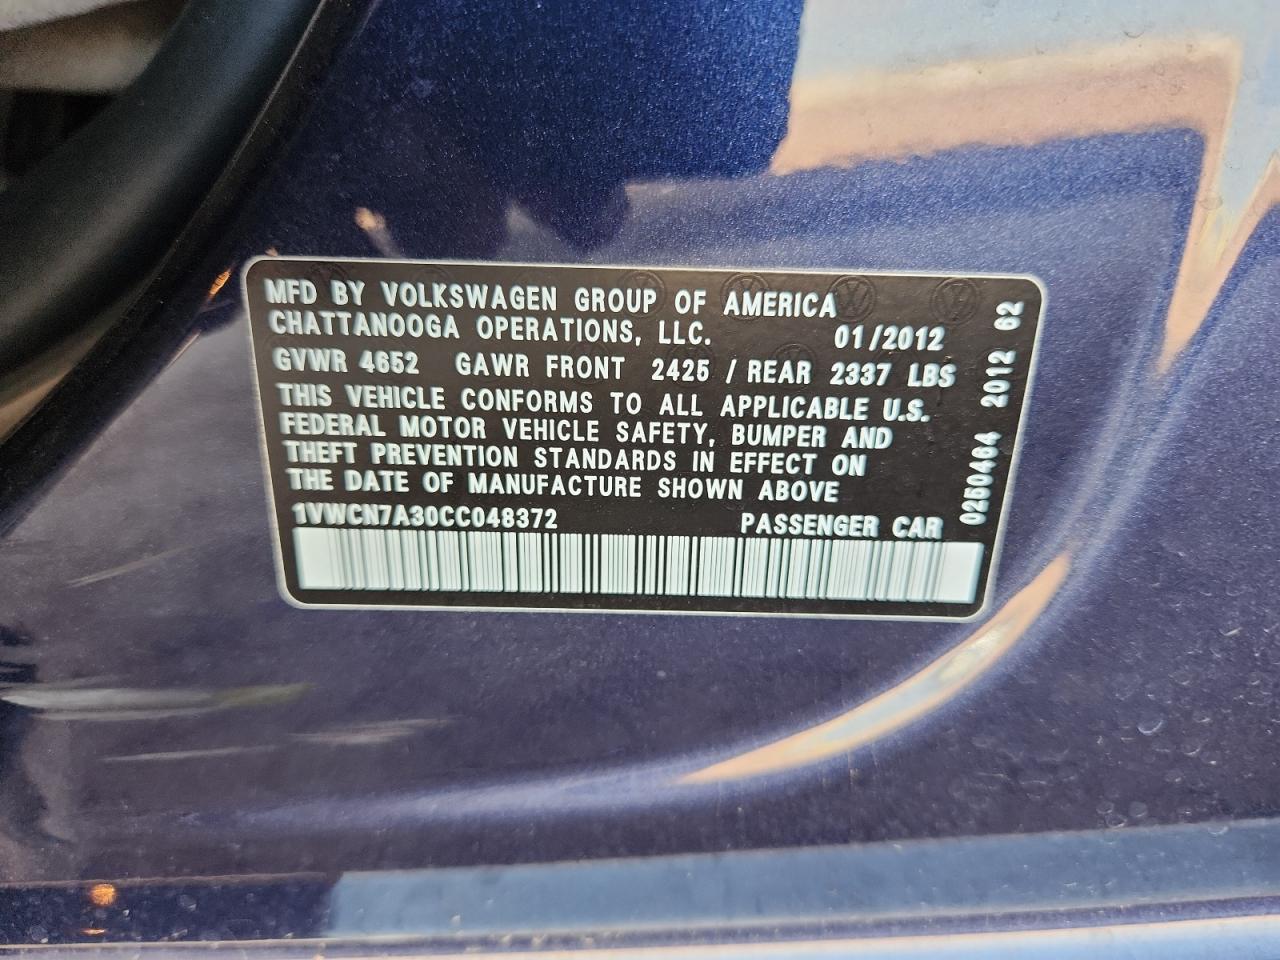 MFD BY VOLKSWAGEN GROUP OF AMERICA
CHATTANOOGA OPERATIONS, LLC. 01/2012
GVWR 4652 GAWR FRONT 2425 / REAR 2337 LBS
THIS VEHICLE CONFORMS TO ALL APPLICABLE U.S.
FEDERAL MOTOR VEHICLE SAFETY, BUMPER AND
THEFT PREVENTION STANDARDS IN EFFECT ON
THE DATE OF MANUFACTURE SHOWN ABOVE
1VWCN7A30CC048372 PASSENGER CAR
0250464 2012 62